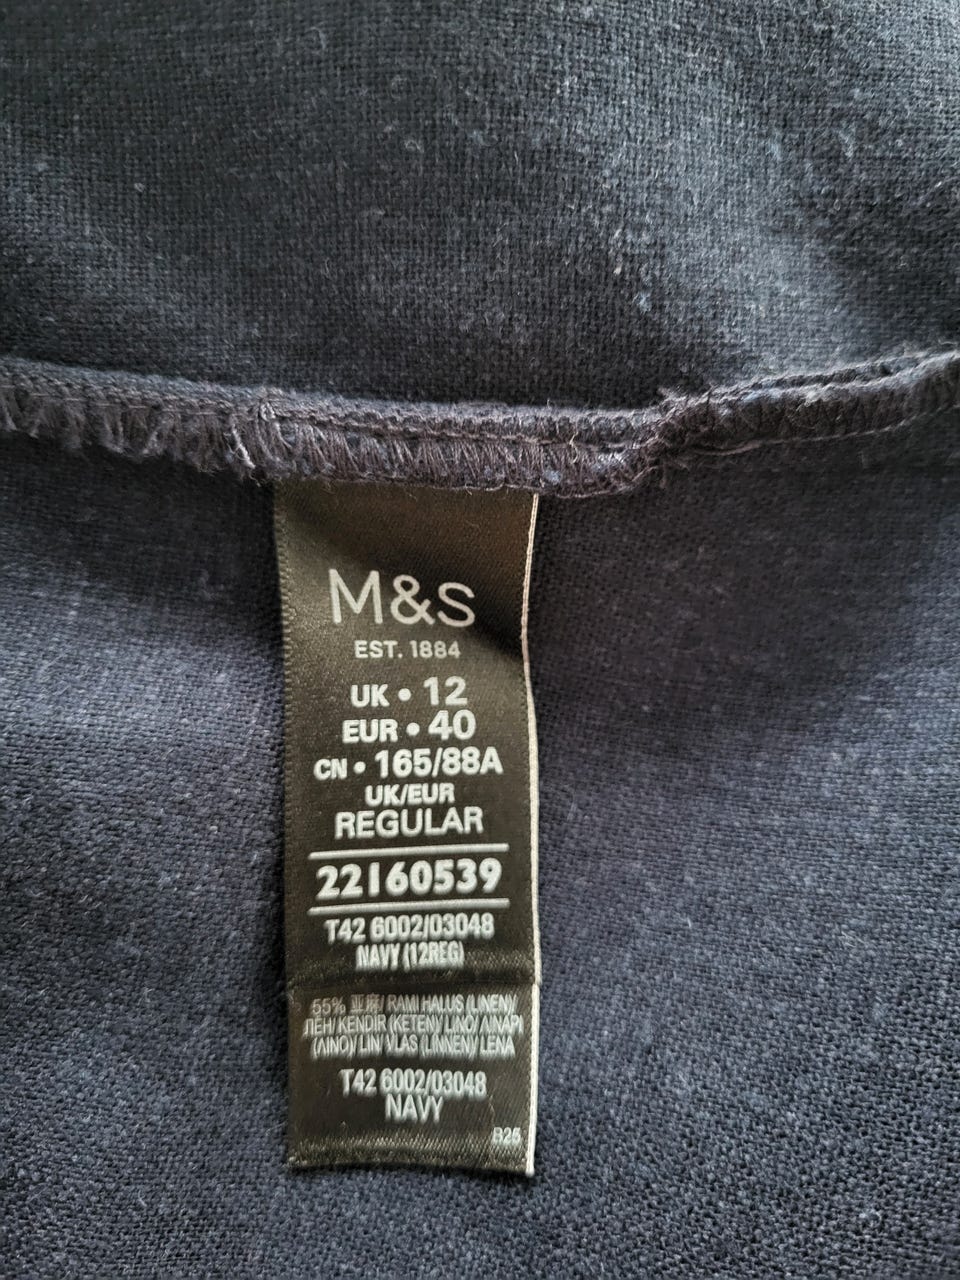 M&S
EST. 1884
UK • 12
EUR • 40
CN • 165/88A
UK/EUR
REGULAR
22160539
T42 6002/03048
NAVY (12REG)
55% 亚麻/ RAMI HALUS (LINEN)/
ЛЕН/ KENDIR (KETEN)/ LINO/ ΛΙΝΑΡΙ
(ΛΙΝΟ)/ LIN/ VLAS (LINNEN)/ LENA
T42 6002/03048
NAVY
B25